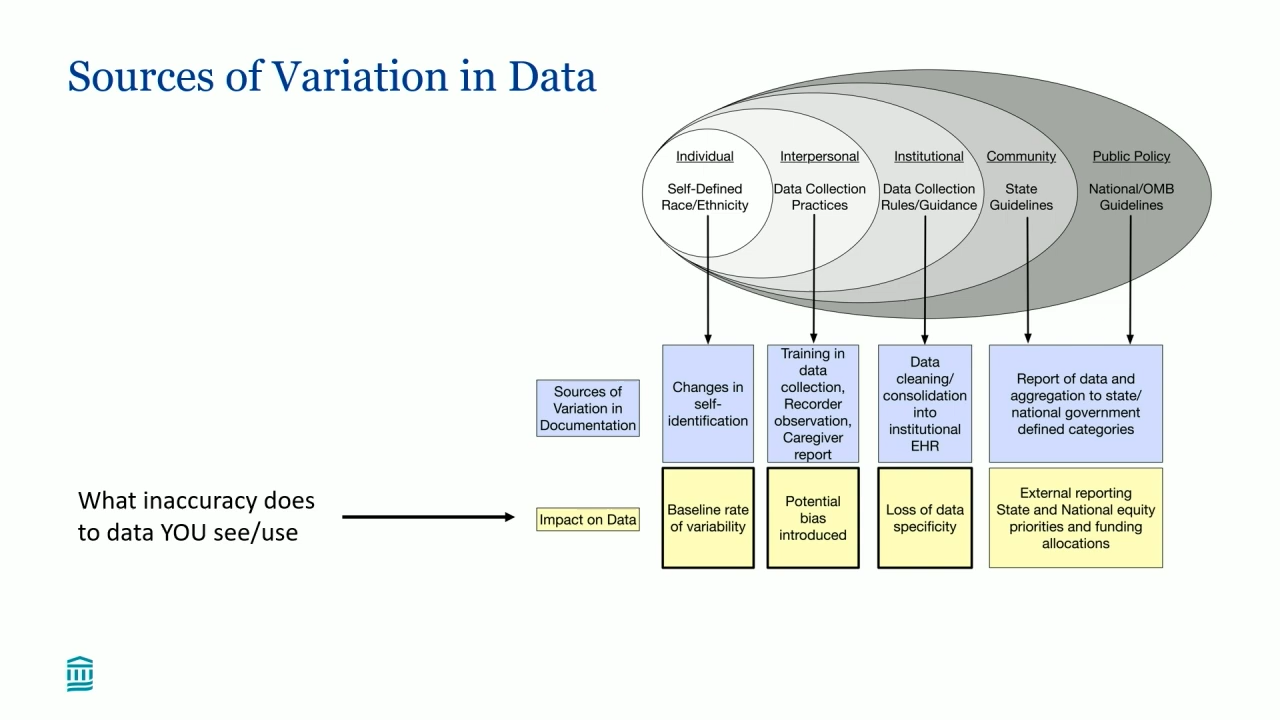 Sources of Variation in Data
Individual
Self-Defined
Race/Ethnicity
Interpersonal
Data Collection
Practices
Institutional
Data Collection
Rules/Guidance
Community
State
Guidelines
Public Policy
National/OMB
Guidelines
Sources of
Variation in
Documentation
Changes in
self-
identification
Training in
data
collection,
Recorder
observation,
Caregiver
report
Data
cleaning/
consolidation
into
institutional
EHR
Report of data and
aggregation to state/
national government
defined categories
What inaccuracy does
to data YOU see/use
Impact on Data
Baseline rate
of variability
Potential
bias
introduced
Loss of data
specificity
External reporting
State and National equity
priorities and funding
allocations